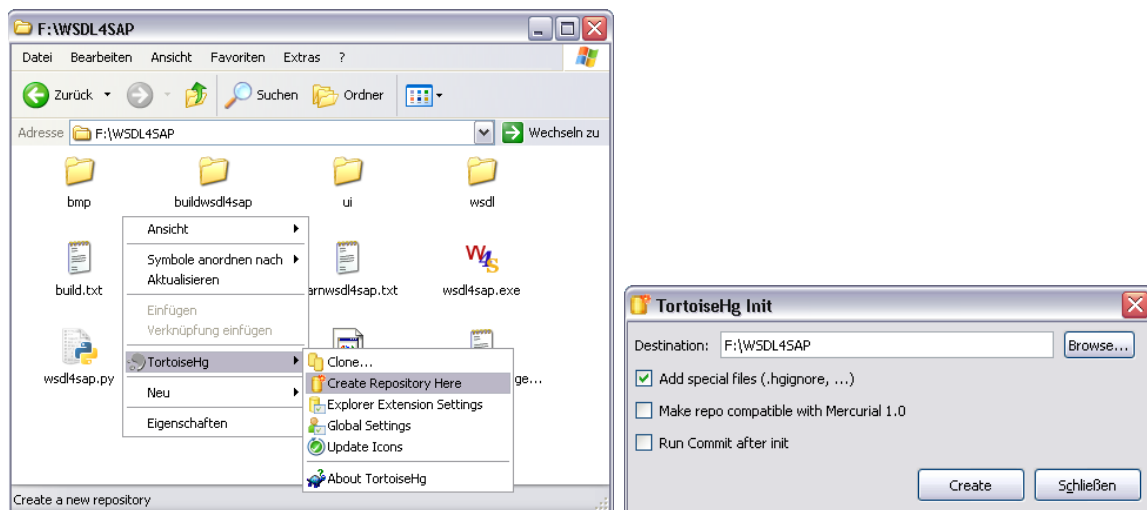 F:\WSDL4SAP
Datei Bearbeiten Ansicht Favoriten Extras ?
Zurück Suchen Ordner
Adresse F:\WSDL4SAP Wechseln zu
bmp buildwsdl4sap ui wsdl
Ansicht
Symbole anordnen nach
Aktualisieren
build.txt arnwsdl4sap.txt wsdl4sap.exe
Einfügen
Verknüpfung einfügen
TortoiseHg
Clone...
wsdl4sap.py ge...
Create Repository Here
Neu
Explorer Extension Settings
Eigenschaften
Global Settings
Update Icons
About TortoiseHg
Create a new repository
TortoiseHg Init
Destination: F:\WSDL4SAP Browse...
Add special files (.hgignore, ...)
Make repo compatible with Mercurial 1.0
Run Commit after init
Create Schließen